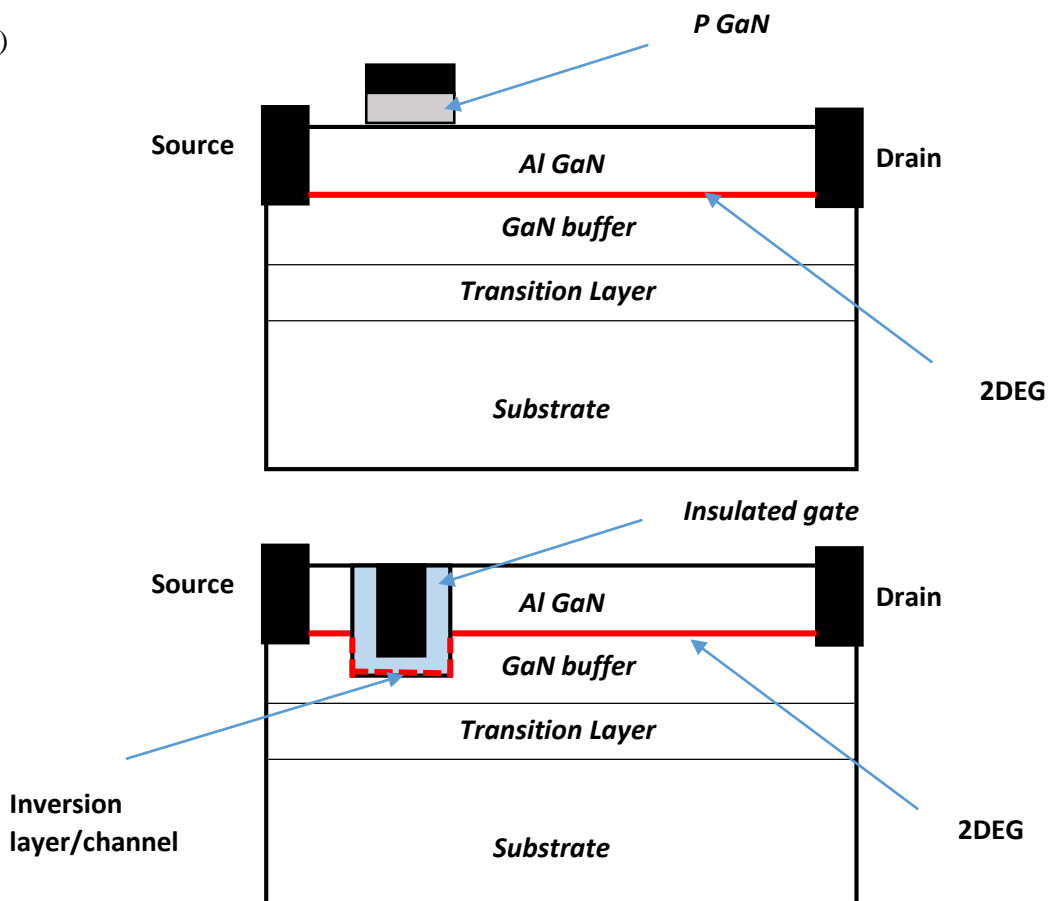 )
P GaN
Source
Al GaN
Drain
GaN buffer
Transition Layer
2DEG
Substrate
Insulated gate
Source
Al GaN
Drain
GaN buffer
Transition Layer
Inversion
layer/channel
2DEG
Substrate